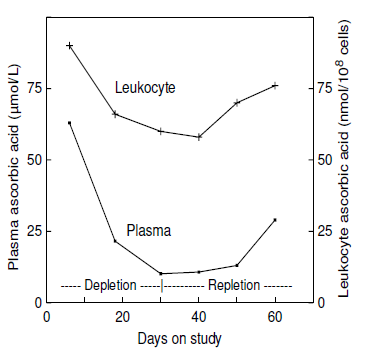 Plasma ascorbic acid (µmol/L)
Leukocyte ascorbic acid (nmol/10⁸ cells)
75
50
25
0
75
50
25
0
Leukocyte
Plasma
----- Depletion -----|---------- Repletion -------
0
20
40
60
Days on study